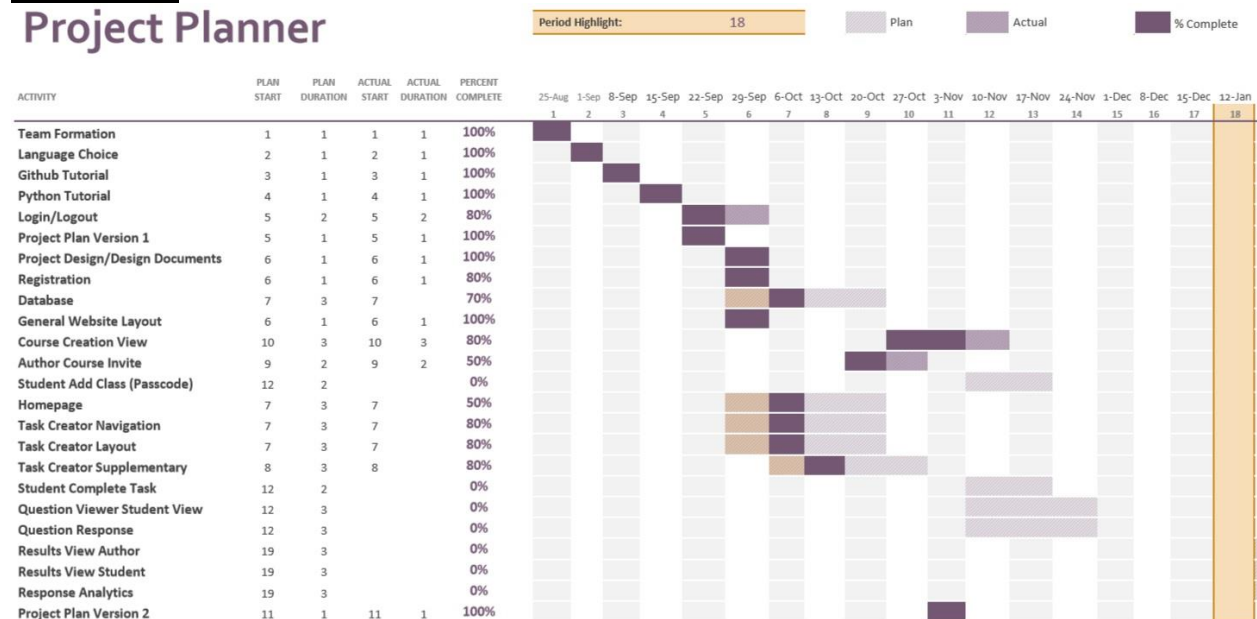 Project Planner
Period Highlight: 18 Plan Actual % Complete
ACTIVITY PLAN START PLAN DURATION ACTUAL START ACTUAL DURATION PERCENT COMPLETE
25-Aug 1-Sep 8-Sep 15-Sep 22-Sep 29-Sep 6-Oct 13-Oct 20-Oct 27-Oct 3-Nov 10-Nov 17-Nov 24-Nov 1-Dec 8-Dec 15-Dec 12-Jan
1 2 3 4 5 6 7 8 9 10 11 12 13 14 15 16 17 18
Team Formation 1 1 1 1 100%
Language Choice 2 1 2 1 100%
Github Tutorial 3 1 3 1 100%
Python Tutorial 4 1 4 1 100%
Login/Logout 5 2 5 2 80%
Project Plan Version 1 5 1 5 1 100%
Project Design/Design Documents 6 1 6 1 100%
Registration 6 1 6 1 80%
Database 7 3 7 70%
General Website Layout 6 1 6 1 100%
Course Creation View 10 3 10 3 80%
Author Course Invite 9 2 9 2 50%
Student Add Class (Passcode) 12 2 0%
Homepage 7 3 7 50%
Task Creator Navigation 7 3 7 80%
Task Creator Layout 7 3 7 80%
Task Creator Supplementary 8 3 8 80%
Student Complete Task 12 2 0%
Question Viewer Student View 12 3 0%
Question Response 12 3 0%
Results View Author 19 3 0%
Results View Student 19 3 0%
Response Analytics 19 3 0%
Project Plan Version 2 11 1 11 1 100%